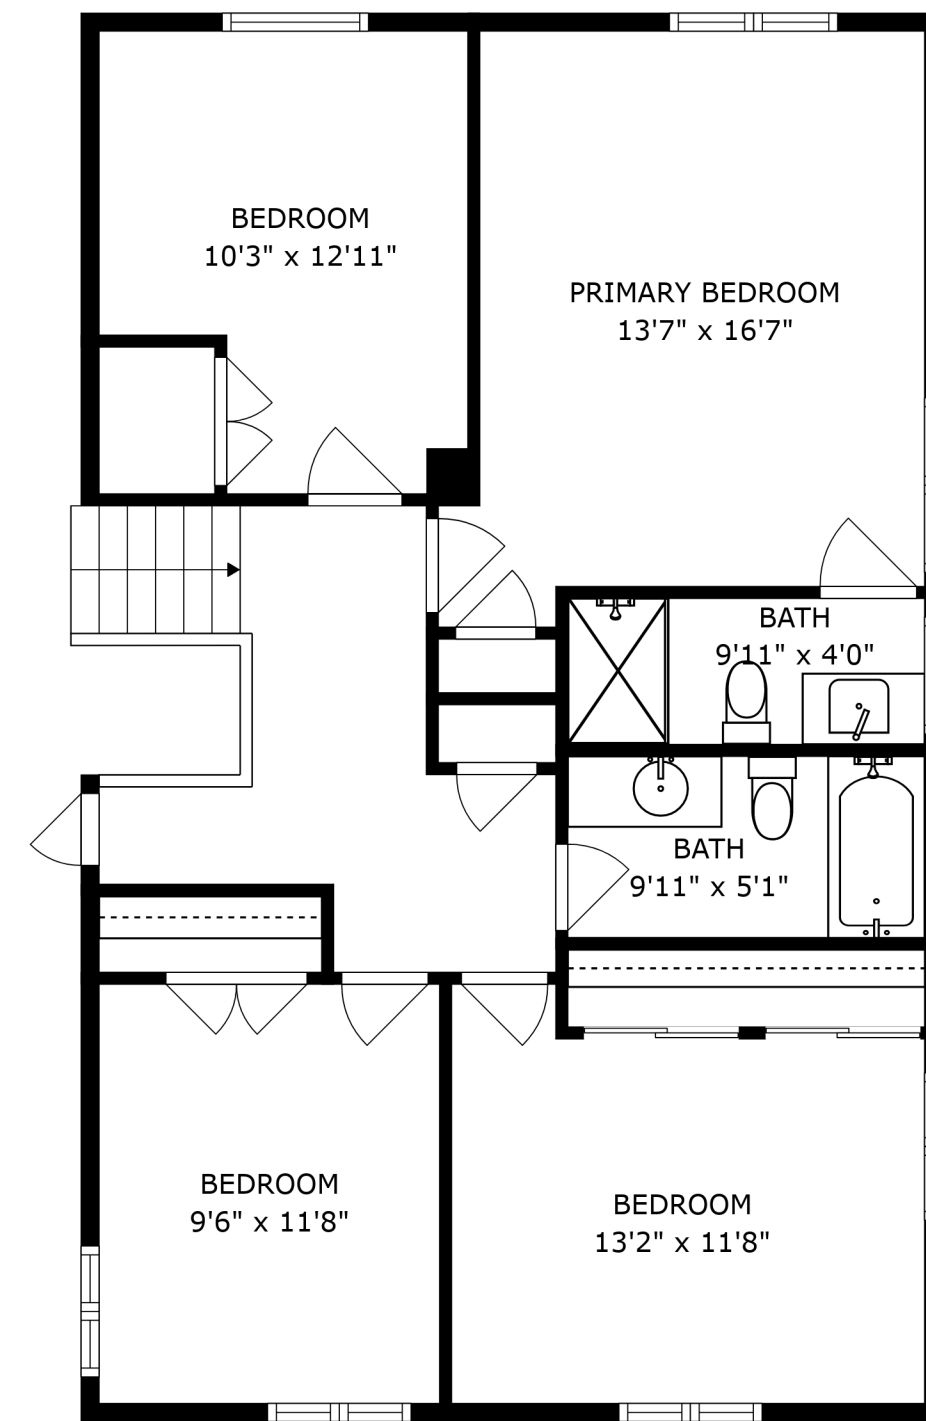 BEDROOM
10'3" x 12'11"
PRIMARY BEDROOM
13'7" x 16'7"
BATH
9'11" x 4'0"
BATH
9'11" x 5'1"
BEDROOM
9'6" x 11'8"
BEDROOM
13'2" x 11'8"